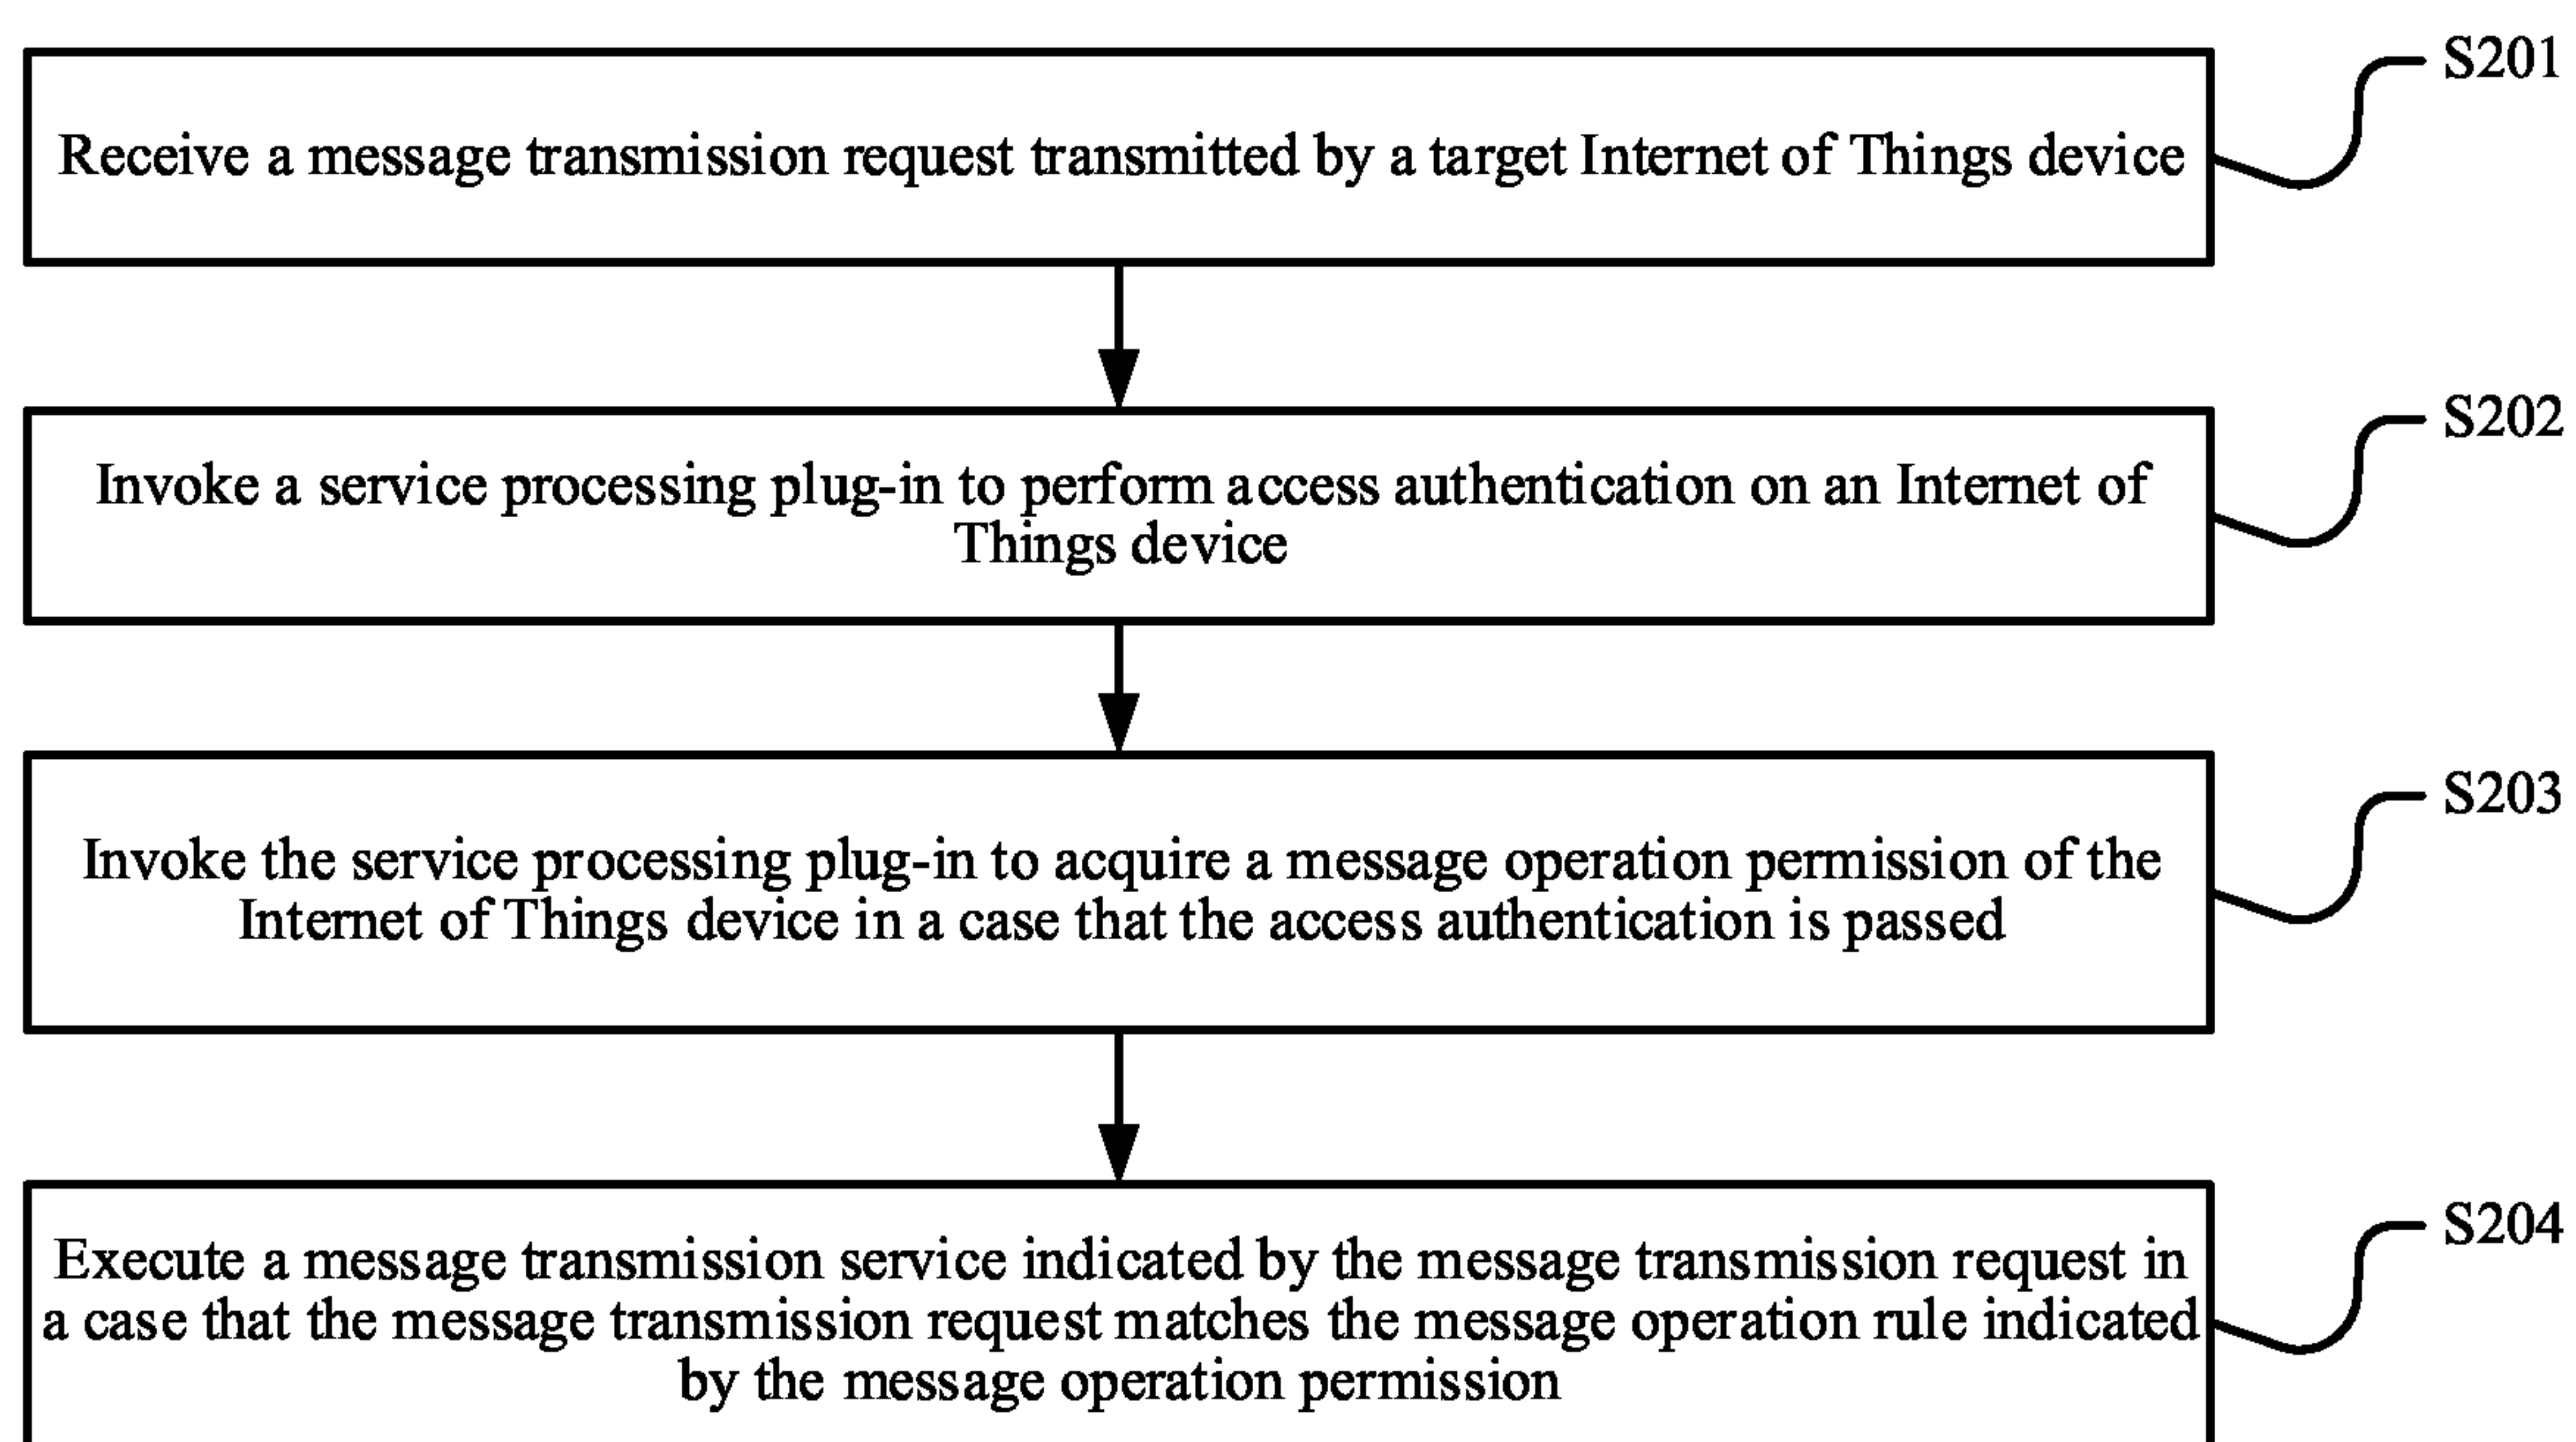 S201
Receive a message transmission request transmitted by a target Internet of Things device
S202
Invoke a service processing plug-in to perform access authentication on an Internet of
Things device
S203
Invoke the service processing plug-in to acquire a message operation permission of the
Internet of Things device in a case that the access authentication is passed
S204
Execute a message transmission service indicated by the message transmission request in
a case that the message transmission request matches the message operation rule indicated
by the message operation permission